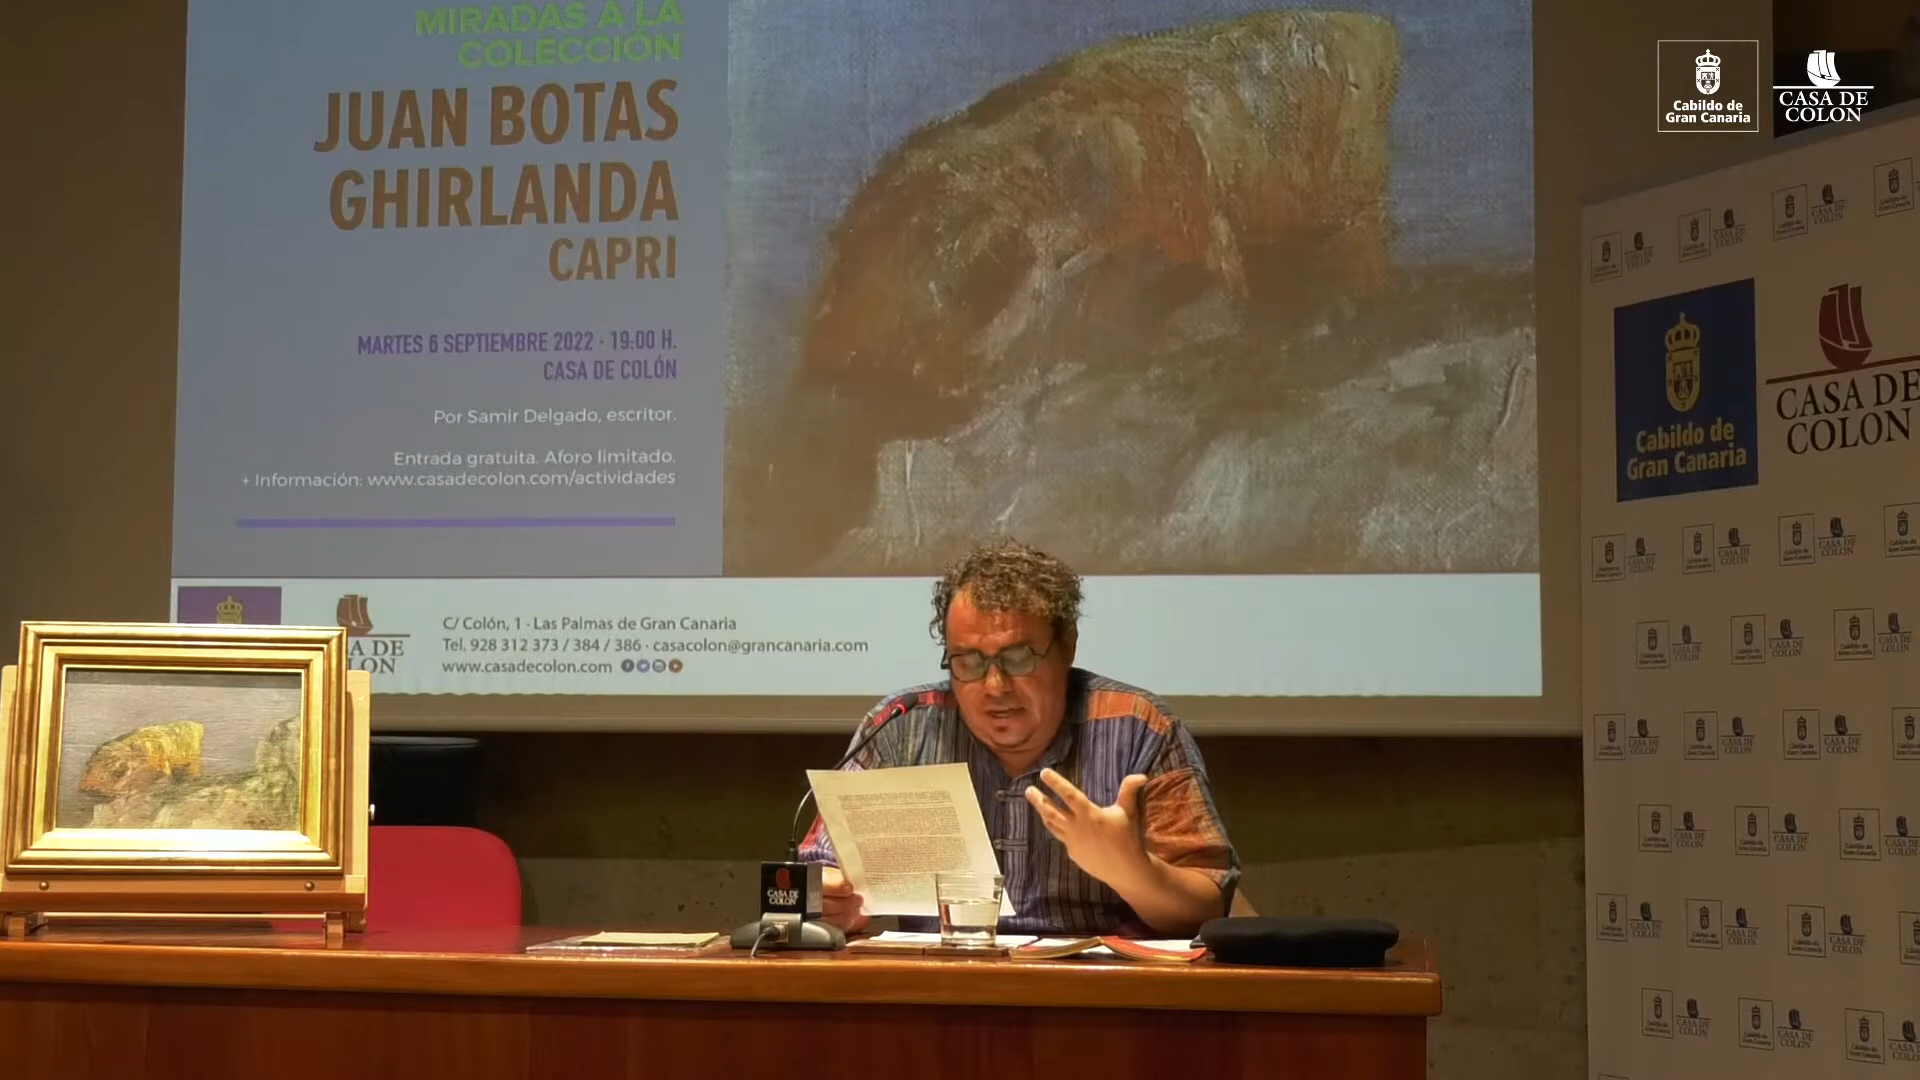 MIRADAS A LA
COLECCIÓN
JUAN BOTAS
GHIRLANDA
CAPRI
MARTES 6 SEPTIEMBRE 2022 · 19:00 H.
CASA DE COLÓN
Por Samir Delgado, escritor.
Entrada gratuita. Aforo limitado.
+ Información: www.casadecolon.com/actividades
C/ Colón, 1 · Las Palmas de Gran Canaria
Tel. 928 312 373 / 384 / 386 · casacolon@grancanaria.com
www.casadecolon.com
A DE
LON
Cabildo de
Gran Canaria
CASA DE
COLON
Cabildo de
Gran Canaria
CASA DE
COLON
CASA DE
COLON